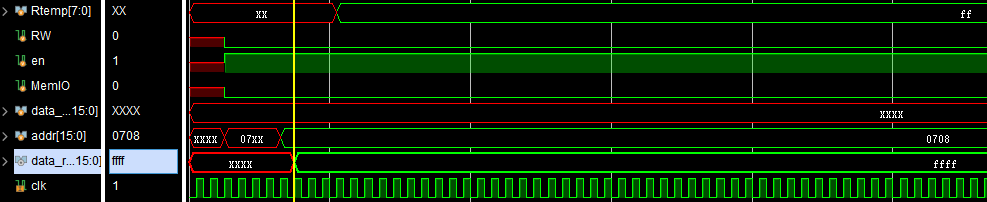 Rtemp[7:0] XX XX ff
RW 0
en 1
MemIO 0
data_...15:0] XXXX XXXX
addr[15:0] 0708 XXXX 07XX 0708
data_r...15:0] ffff XXXX ffff
clk 1